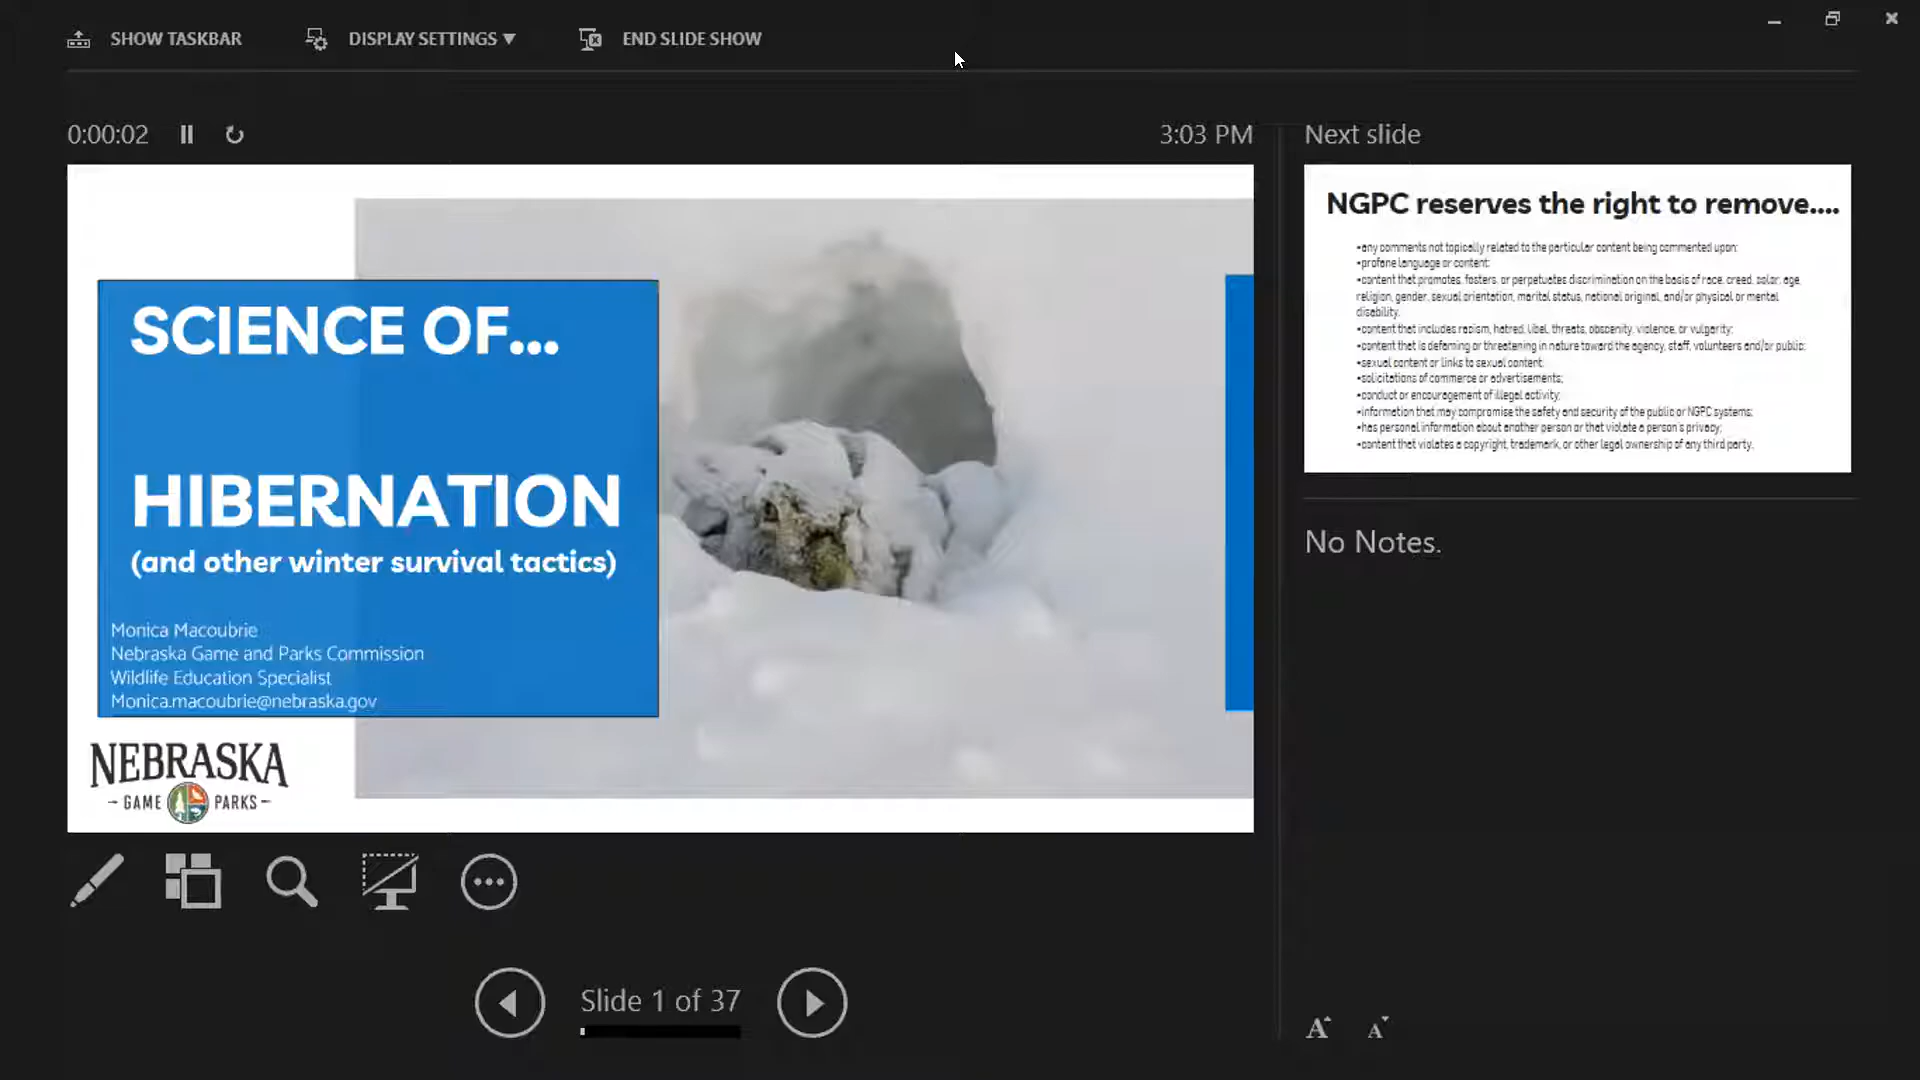 SHOW TASKBAR
DISPLAY SETTINGS
END SLIDE SHOW
0:00:02
3:03 PM
Next slide
SCIENCE OF...
HIBERNATION
(and other winter survival tactics)
Monica Macoubrie
Nebraska Game and Parks Commission
Wildlife Education Specialist
Monica.macoubrie@nebraska.gov
NEBRASKA
GAME PARKS
NGPC reserves the right to remove....
•any comments not topically related to the particular content being commented upon;
•profane language or content;
•content that promotes, fosters, or perpetuates discrimination on the basis of race, creed, color, age,
religion, gender, sexual orientation, marital status, national original, and/or physical or mental
disability.
•content that includes racism, hatred, libel, threats, obscenity, violence, or vulgarity;
•content that is defaming or threatening in nature toward the agency, staff, volunteers and/or public;
•sexual content or links to sexual content;
•solicitations of commerce or advertisements;
•conduct or encouragement of illegal activity;
•information that may compromise the safety and security of the public or NGPC systems;
•has personal information about another person or that violate a person's privacy;
•content that violates a copyright, trademark, or other legal ownership of any third party.
No Notes.
Slide 1 of 37
A A